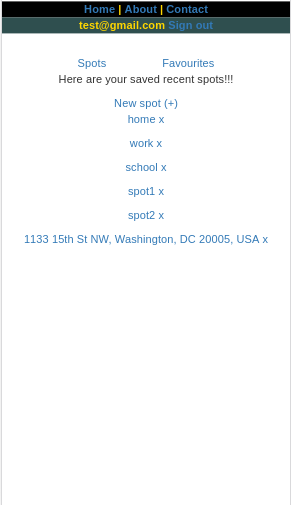 Home | About | Contact
test@gmail.com Sign out
Spots Favourites
Here are your saved recent spots!!!
New spot (+)
home x
work x
school x
spot1 x
spot2 x
1133 15th St NW, Washington, DC 20005, USA x